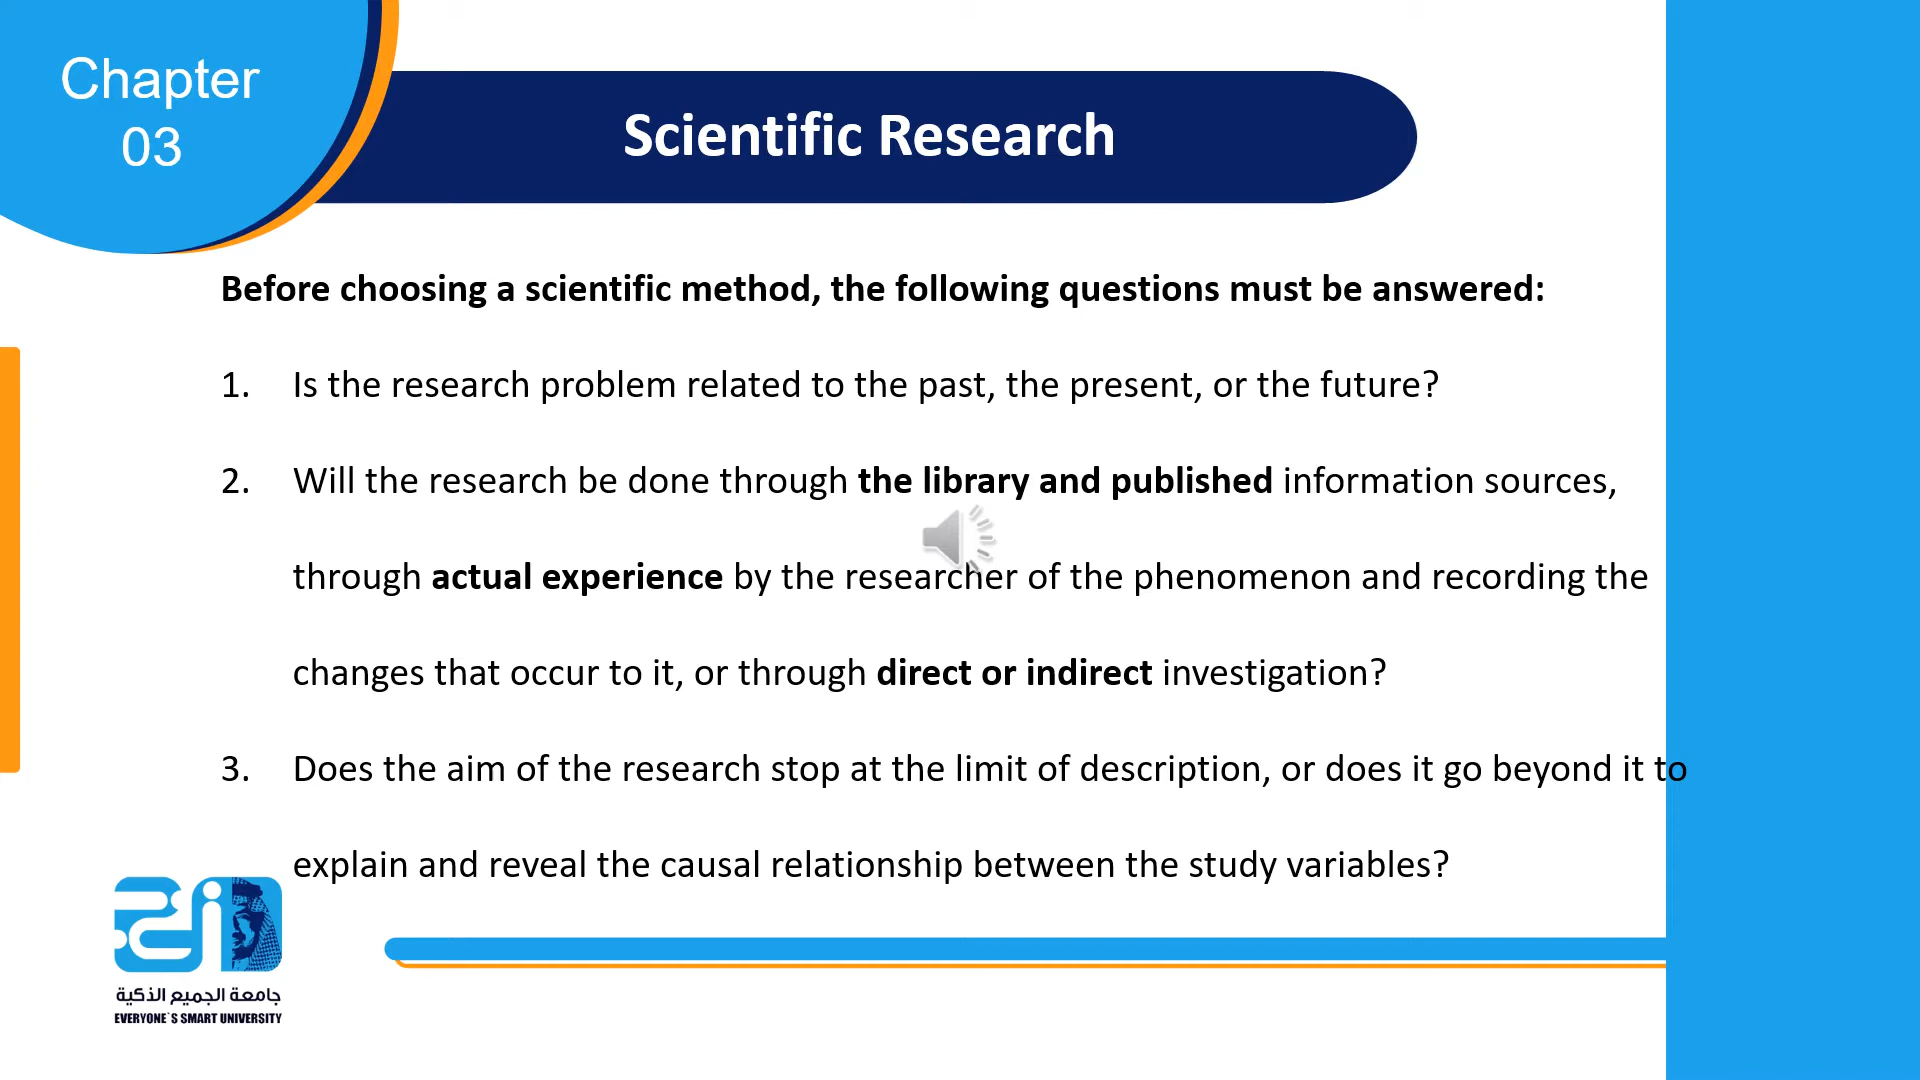 Chapter
03
Scientific Research
Before choosing a scientific method, the following questions must be answered:
1. Is the research problem related to the past, the present, or the future?
2. Will the research be done through the library and published information sources,
through actual experience by the researcher of the phenomenon and recording the
changes that occur to it, or through direct or indirect investigation?
3. Does the aim of the research stop at the limit of description, or does it go beyond it to
explain and reveal the causal relationship between the study variables?
جامعة الجميع الذكية
EVERYONE`S SMART UNIVERSITY